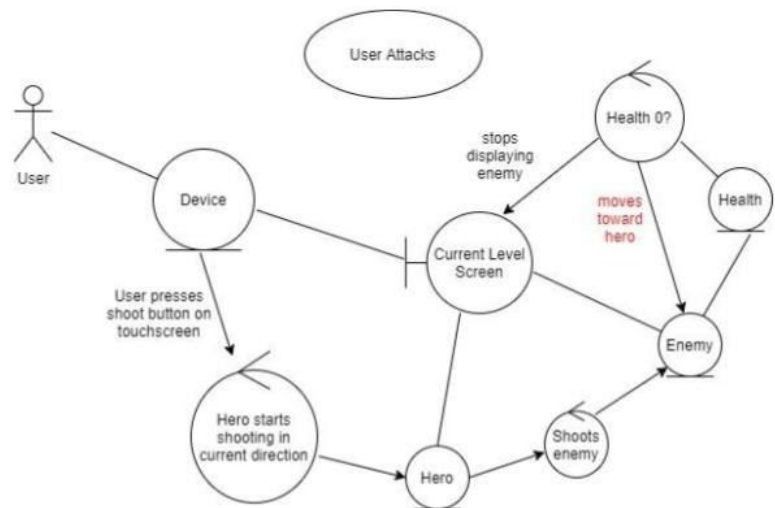 User Attacks
Health 0?
stops
displaying
enemy
User
Device
Health
moves
toward
hero
Current Level
Screen
User presses
shoot button on
touchscreen
Enemy
Hero starts
shooting in
current direction
Shoots
enemy
Hero